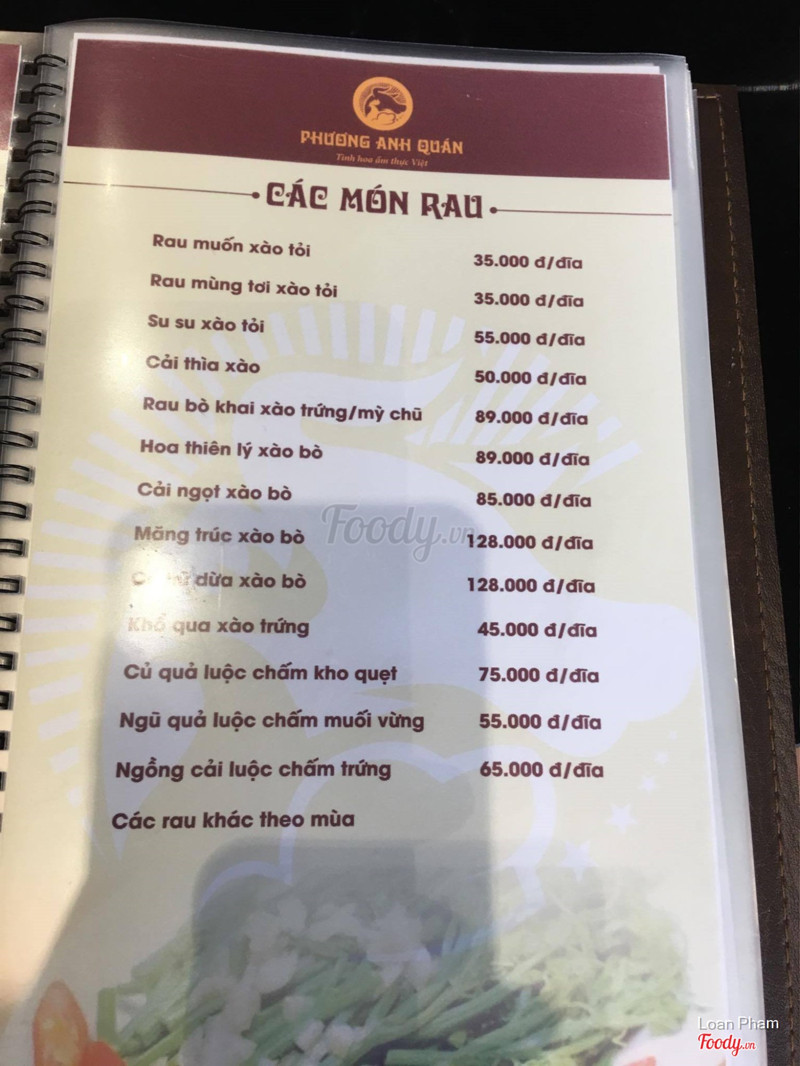 PHƯƠNG ANH QUÁN
Tinh hoa ẩm thực Việt
CÁC MÓN RAU
Rau muốn xào tỏi 35.000 đ/đĩa
Rau mùng tơi xào tỏi 35.000 đ/đĩa
Su su xào tỏi 55.000 đ/đĩa
Cải thìa xào 50.000 đ/đĩa
Rau bò khai xào trứng/mỳ chũ 89.000 đ/đĩa
Hoa thiên lý xào bò 89.000 đ/đĩa
Cải ngọt xào bò 85.000 đ/đĩa
Măng trúc xào bò 128.000 đ/đĩa
dừa xào bò 128.000 đ/đĩa
Khổ qua xào trứng 45.000 đ/đĩa
Củ quả luộc chấm kho quẹt 75.000 đ/đĩa
Ngũ quả luộc chấm muối vừng 55.000 đ/đĩa
Ngồng cải luộc chấm trứng 65.000 đ/đĩa
Các rau khác theo mùa
Foody.vn
Loan Pham
Foody.vn